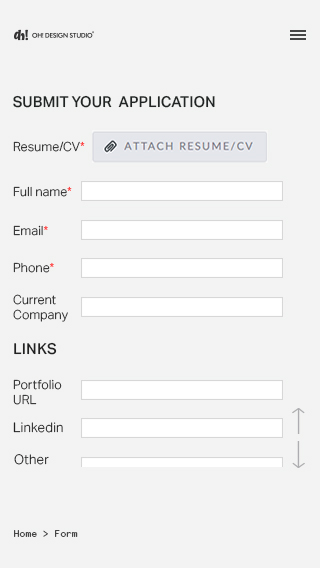 oh! OH! DESIGN STUDIO
SUBMIT YOUR APPLICATION
Resume/CV*
ATTACH RESUME/CV
Full name*
Email*
Phone*
Current
Company
LINKS
Portfolio
URL
Linkedin
Other
Home > Form